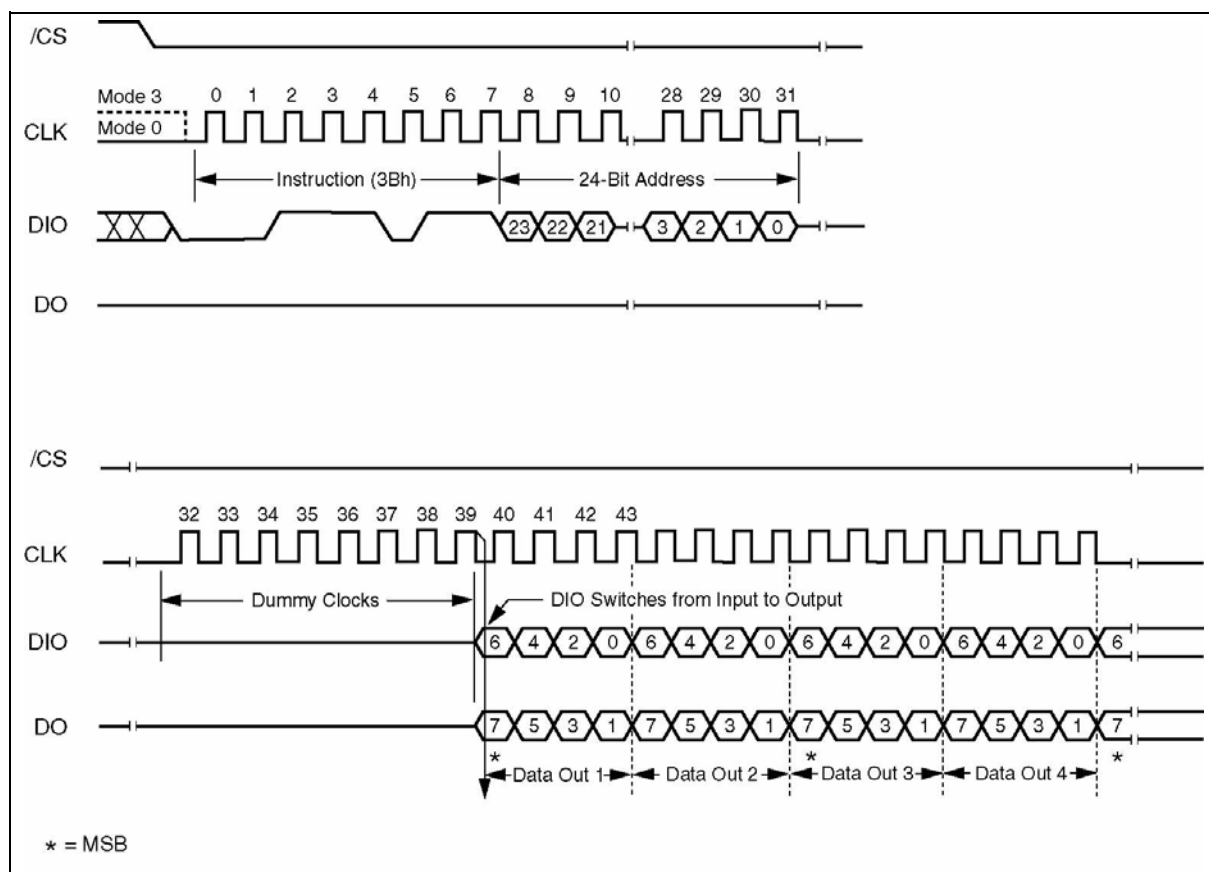 /CS
Mode 3 0 1 2 3 4 5 6 7 8 9 10 28 29 30 31
CLK Mode 0
Instruction (3Bh) 24-Bit Address
DIO 23 22 21 3 2 1 0
DO
/CS
32 33 34 35 36 37 38 39 40 41 42 43
CLK
Dummy Clocks DIO Switches from Input to Output
DIO 6 4 2 0 6 4 2 0 6 4 2 0 6 4 2 0 6
DO 7 5 3 1 7 5 3 1 7 5 3 1 7 5 3 1 7
* * *
Data Out 1 Data Out 2 Data Out 3 Data Out 4
* = MSB